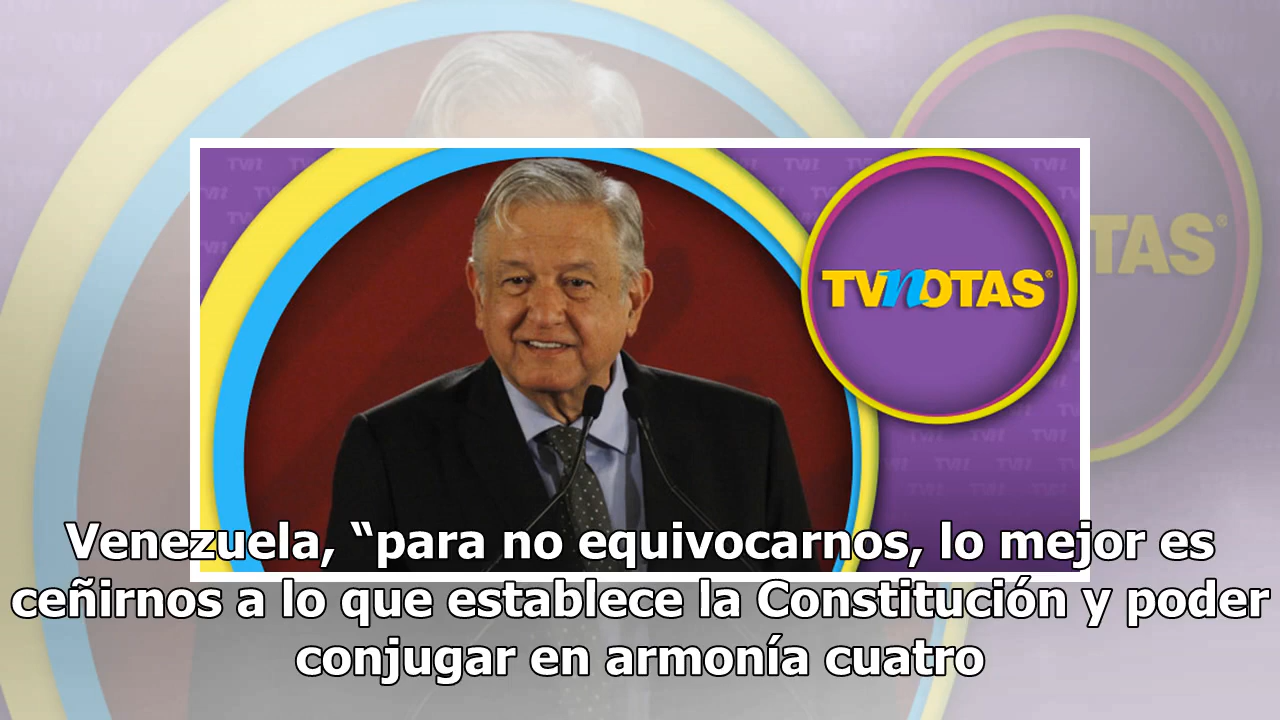 TVnOTAS®
TAS®
Venezuela, “para no equivocarnos, lo mejor es
ceñirnos a lo que establece la Constitución y poder
conjugar en armonía cuatro